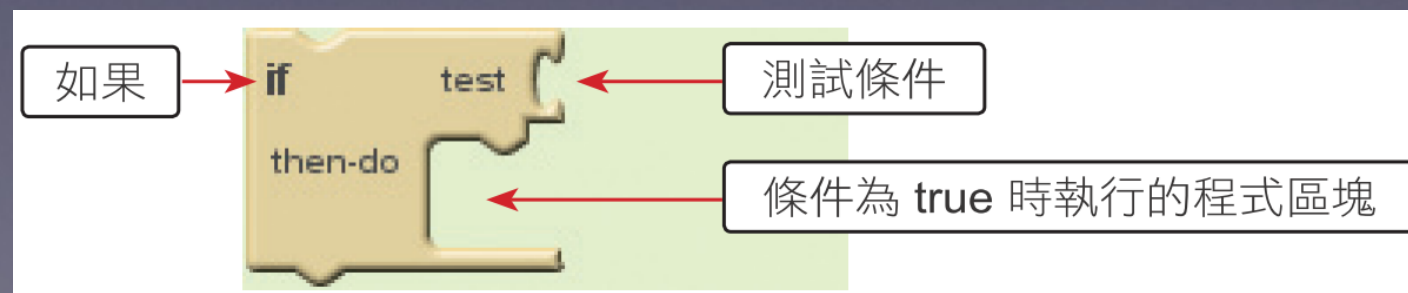 如果
if
test
測試條件
then-do
條件為 true 時執行的程式區塊